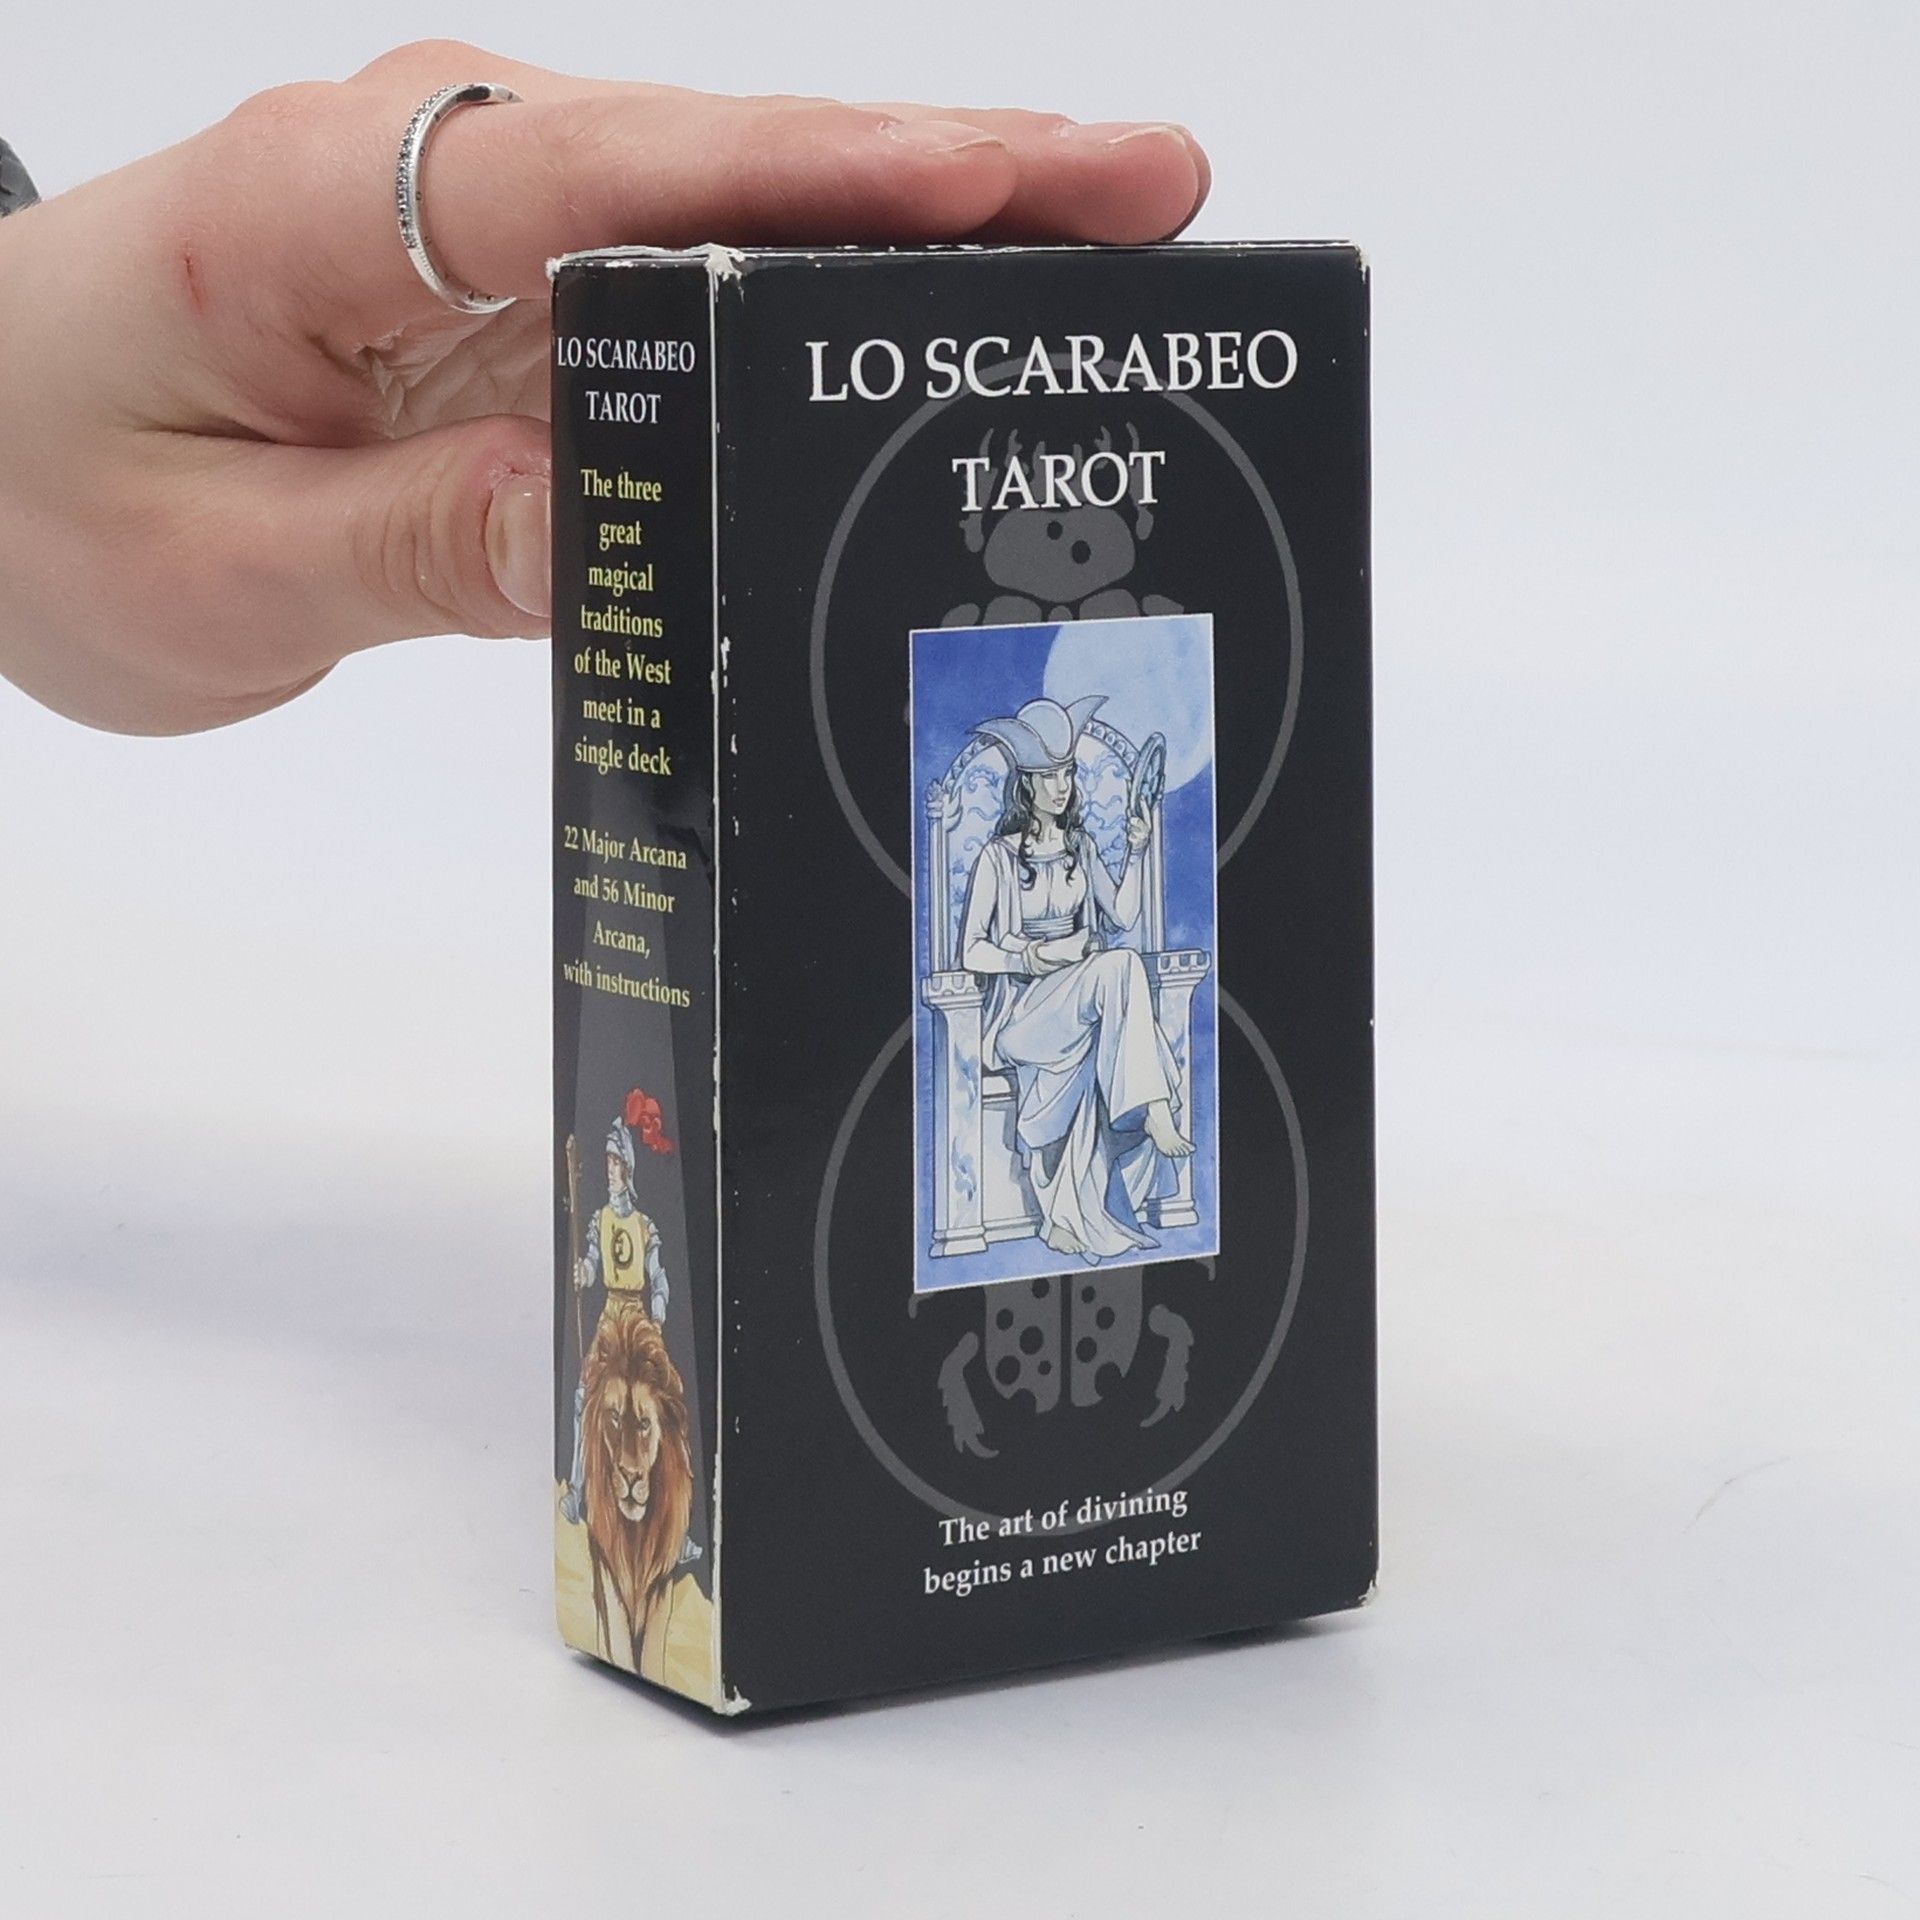 LO SCARABEO
TAROT
The three
great
magical
traditions
of the West
meet in a
single deck
22 Major Arcana
and 56 Minor
Arcana,
with instructions
LO SCARABEO
TAROT
The art of divining
begins a new chapter